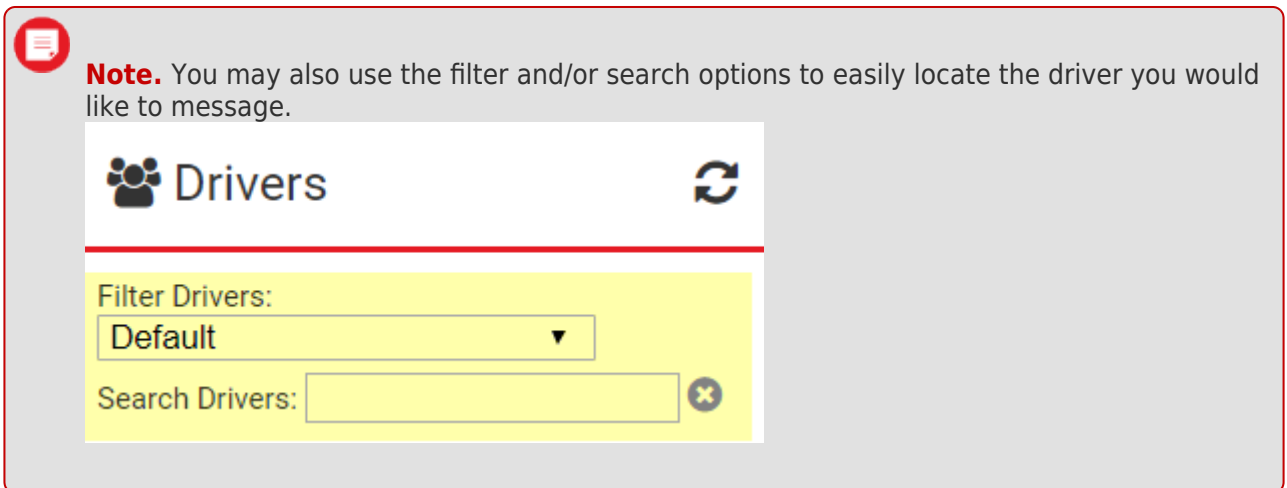 Note. You may also use the filter and/or search options to easily locate the driver you would
like to message.
Drivers
Filter Drivers:
Default
Search Drivers: